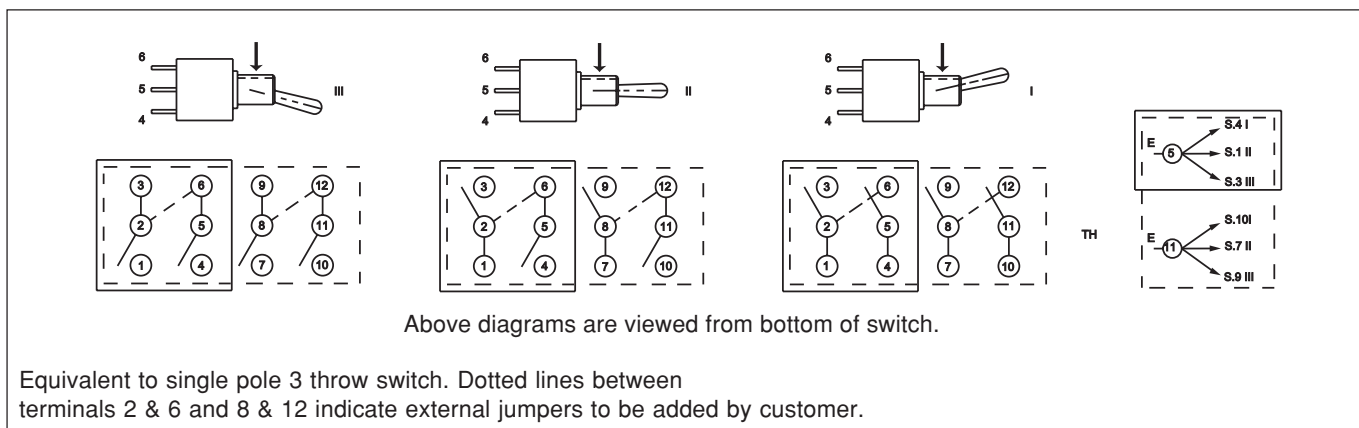 6
5
4
III
6
5
4
II
6
5
4
I
3 6 9 12
2 5 8 11
1 4 7 10
3 6 9 12
2 5 8 11
1 4 7 10
3 6 9 12
2 5 8 11
1 4 7 10
TH
S.4 I
E 5 S.1 II
S.3 III
S.10I
E 11 S.7 II
S.9 III
Above diagrams are viewed from bottom of switch.
Equivalent to single pole 3 throw switch. Dotted lines between
terminals 2 & 6 and 8 & 12 indicate external jumpers to be added by customer.